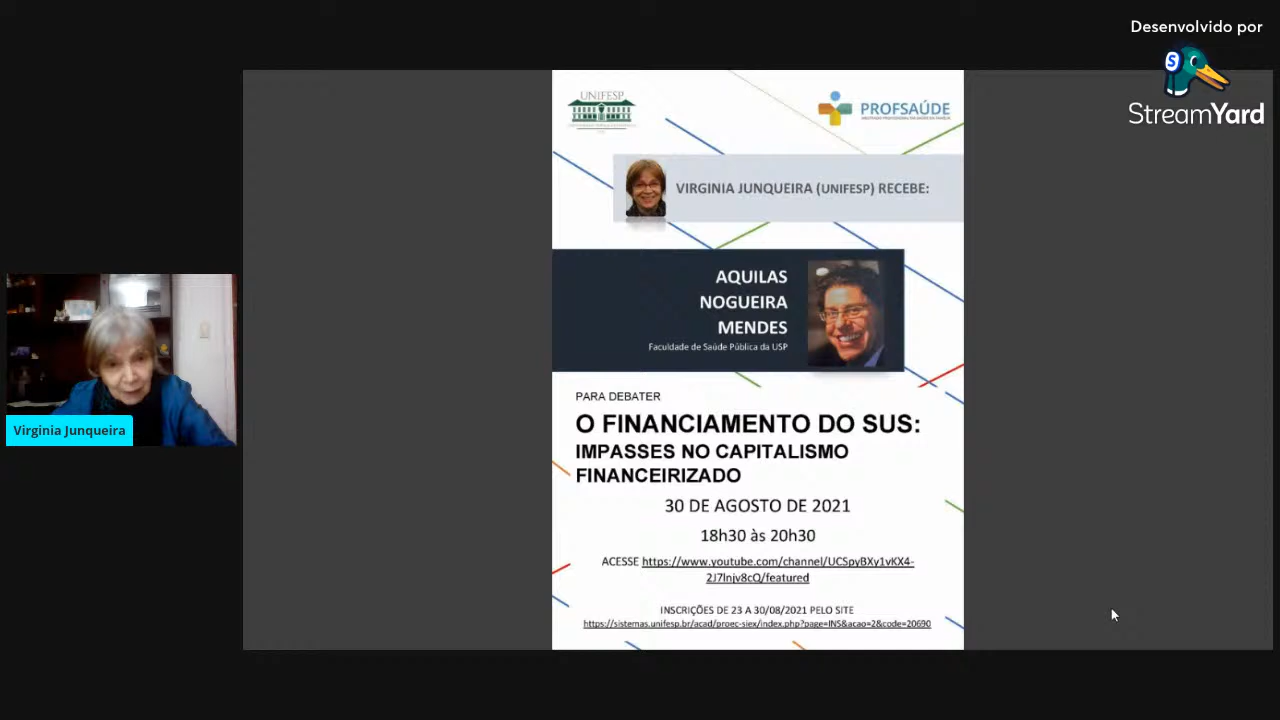 Desenvolvido por
StreamYard
UNIFESP
PROFSAÚDE
VIRGINIA JUNQUEIRA (UNIFESP) RECEBE:
AQUILAS
NOGUEIRA
MENDES
Faculdade de Saúde Pública da USP
PARA DEBATER
O FINANCIAMENTO DO SUS:
IMPASSES NO CAPITALISMO
FINANCEIRIZADO
30 DE AGOSTO DE 2021
18h30 às 20h30
ACESSE https://www.youtube.com/channel/UCSpyBXy1vKX4-
2J7lnjv8cQ/featured
INSCRIÇÕES DE 23 A 30/08/2021 PELO SITE
https://sistemas.unifesp.br/acad/proec-siex/index.php?page=INS&acao=2&code=20690
Virginia Junqueira